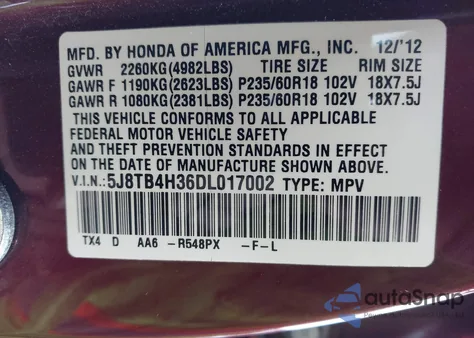 MFD. BY HONDA OF AMERICA MFG., INC. 12/'12
GVWR 2260KG(4982LBS) TIRE SIZE RIM SIZE
GAWR F 1190KG(2623LBS) P235/60R18 102V 18X7.5J
GAWR R 1080KG(2381LBS) P235/60R18 102V 18X7.5J
THIS VEHICLE CONFORMS TO ALL APPLICABLE
FEDERAL MOTOR VEHICLE SAFETY
AND THEFT PREVENTION STANDARDS IN EFFECT
ON THE DATE OF MANUFACTURE SHOWN ABOVE.
V.I.N.:5J8TB4H36DL017002 TYPE: MPV
TX4 D AA6 -R548PX -F-L
autoSnap